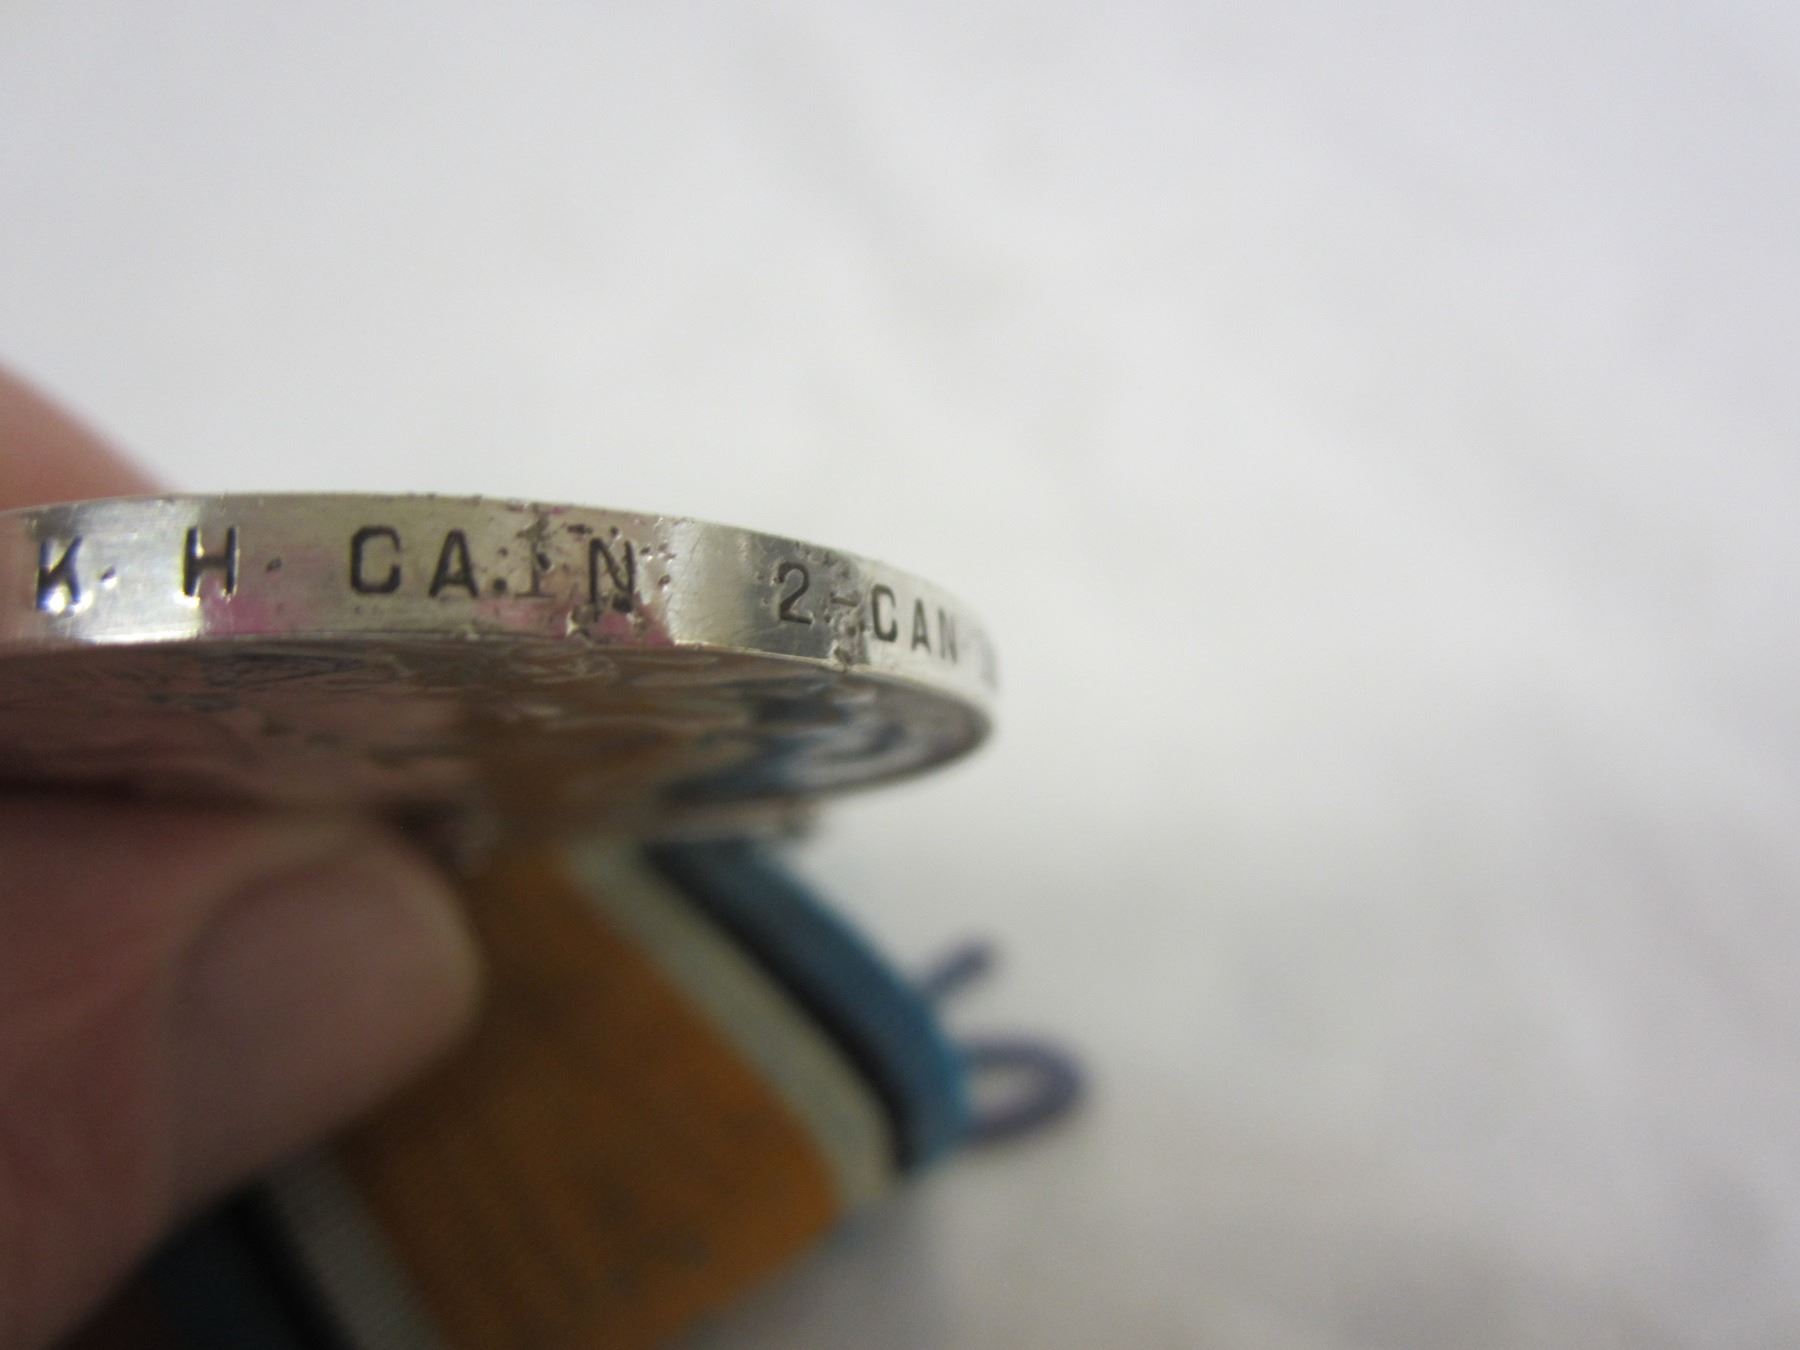 K. H. CAIN. 2-CAN